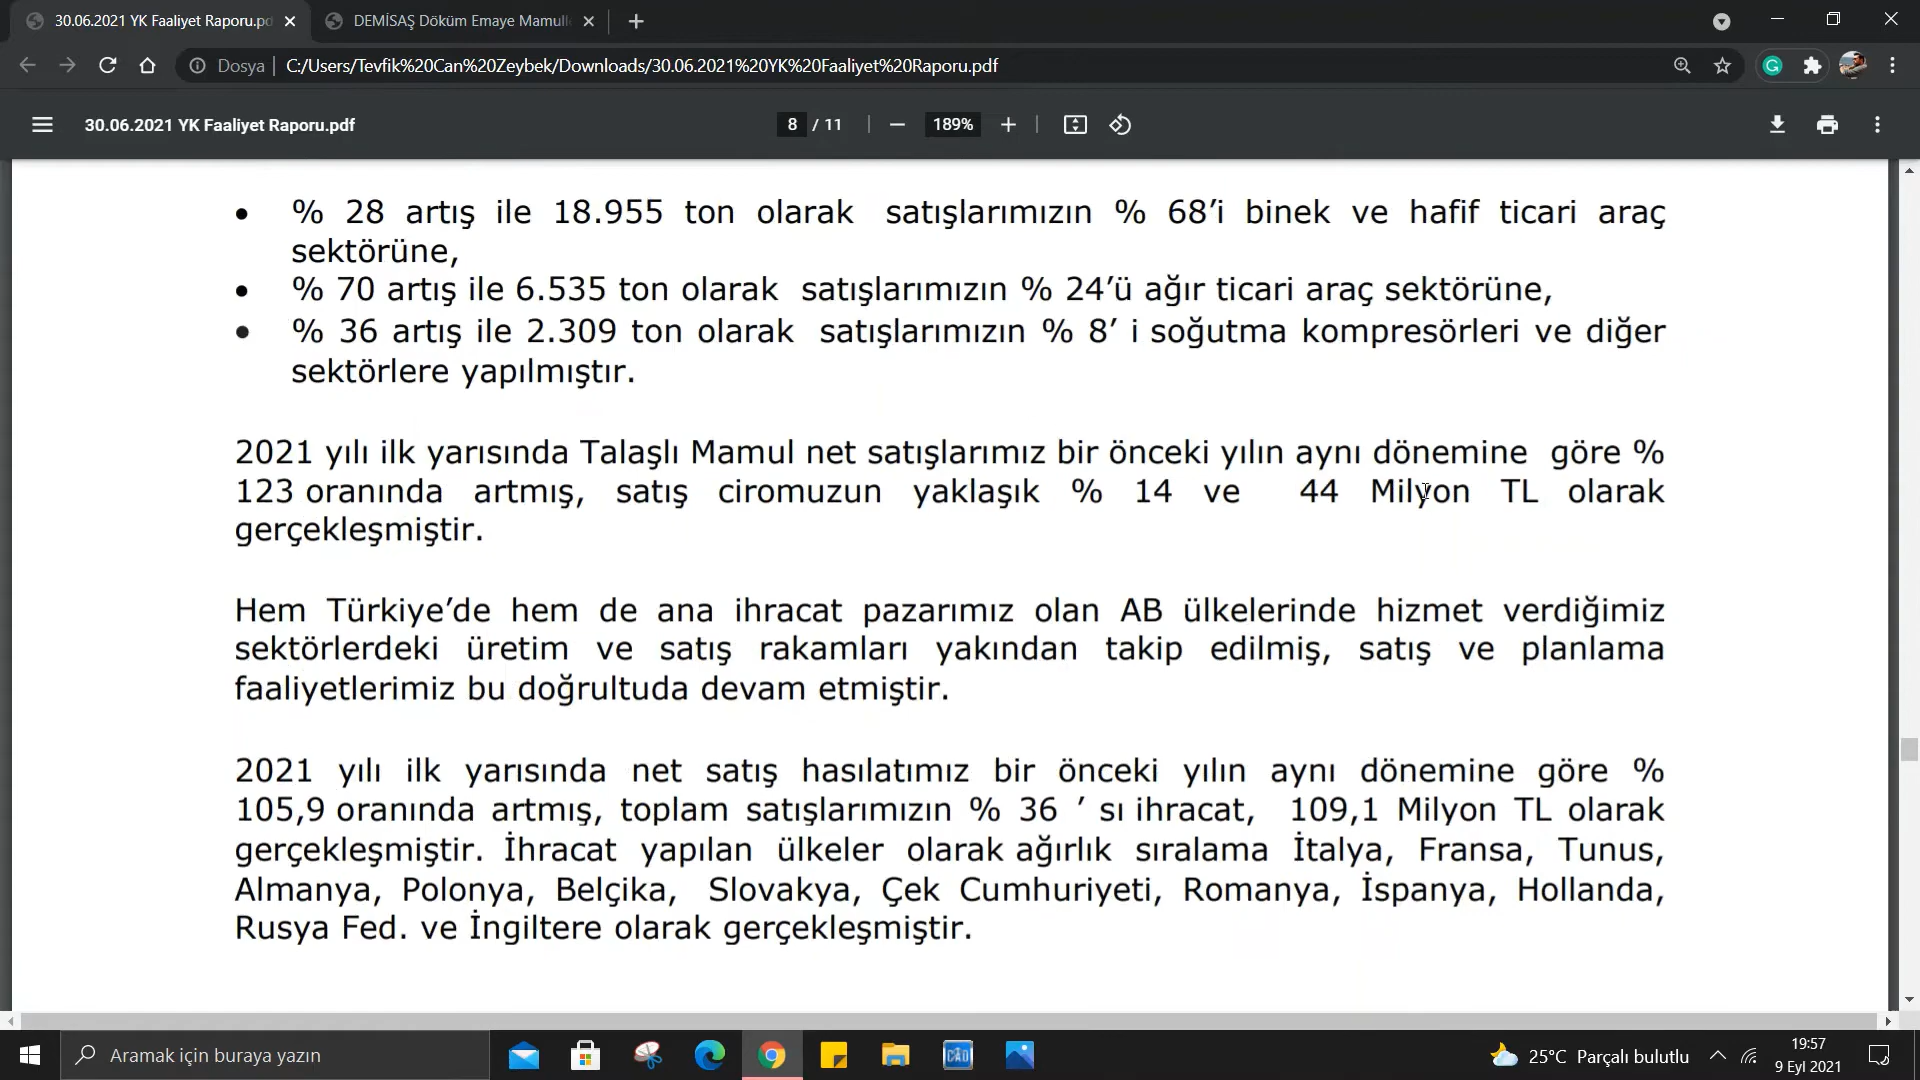 30.06.2021 YK Faaliyet Raporu.pd
DEMİSAŞ Döküm Emaye Mamull
Dosya
C:/Users/Tevfik%20Can%20Zeybek/Downloads/30.06.2021%20YK%20Faaliyet%20Raporu.pdf
30.06.2021 YK Faaliyet Raporu.pdf
8 / 11
189%
• % 28 artış ile 18.955 ton olarak satışlarımızın % 68’i binek ve hafif ticari araç
sektörüne,
• % 70 artış ile 6.535 ton olarak satışlarımızın % 24’ü ağır ticari araç sektörüne,
• % 36 artış ile 2.309 ton olarak satışlarımızın % 8’ i soğutma kompresörleri ve diğer
sektörlere yapılmıştır.
2021 yılı ilk yarısında Talaşlı Mamul net satışlarımız bir önceki yılın aynı dönemine göre %
123 oranında artmış, satış ciromuzun yaklaşık % 14 ve 44 Milyon TL olarak
gerçekleşmiştir.
Hem Türkiye’de hem de ana ihracat pazarımız olan AB ülkelerinde hizmet verdiğimiz
sektörlerdeki üretim ve satış rakamları yakından takip edilmiş, satış ve planlama
faaliyetlerimiz bu doğrultuda devam etmiştir.
2021 yılı ilk yarısında net satış hasılatımız bir önceki yılın aynı dönemine göre %
105,9 oranında artmış, toplam satışlarımızın % 36 ’ sı ihracat, 109,1 Milyon TL olarak
gerçekleşmiştir. İhracat yapılan ülkeler olarak ağırlık sıralama İtalya, Fransa, Tunus,
Almanya, Polonya, Belçika, Slovakya, Çek Cumhuriyeti, Romanya, İspanya, Hollanda,
Rusya Fed. ve İngiltere olarak gerçekleşmiştir.
Aramak için buraya yazın
CAD
25°C Parçalı bulutlu
19:57
9 Eyl 2021